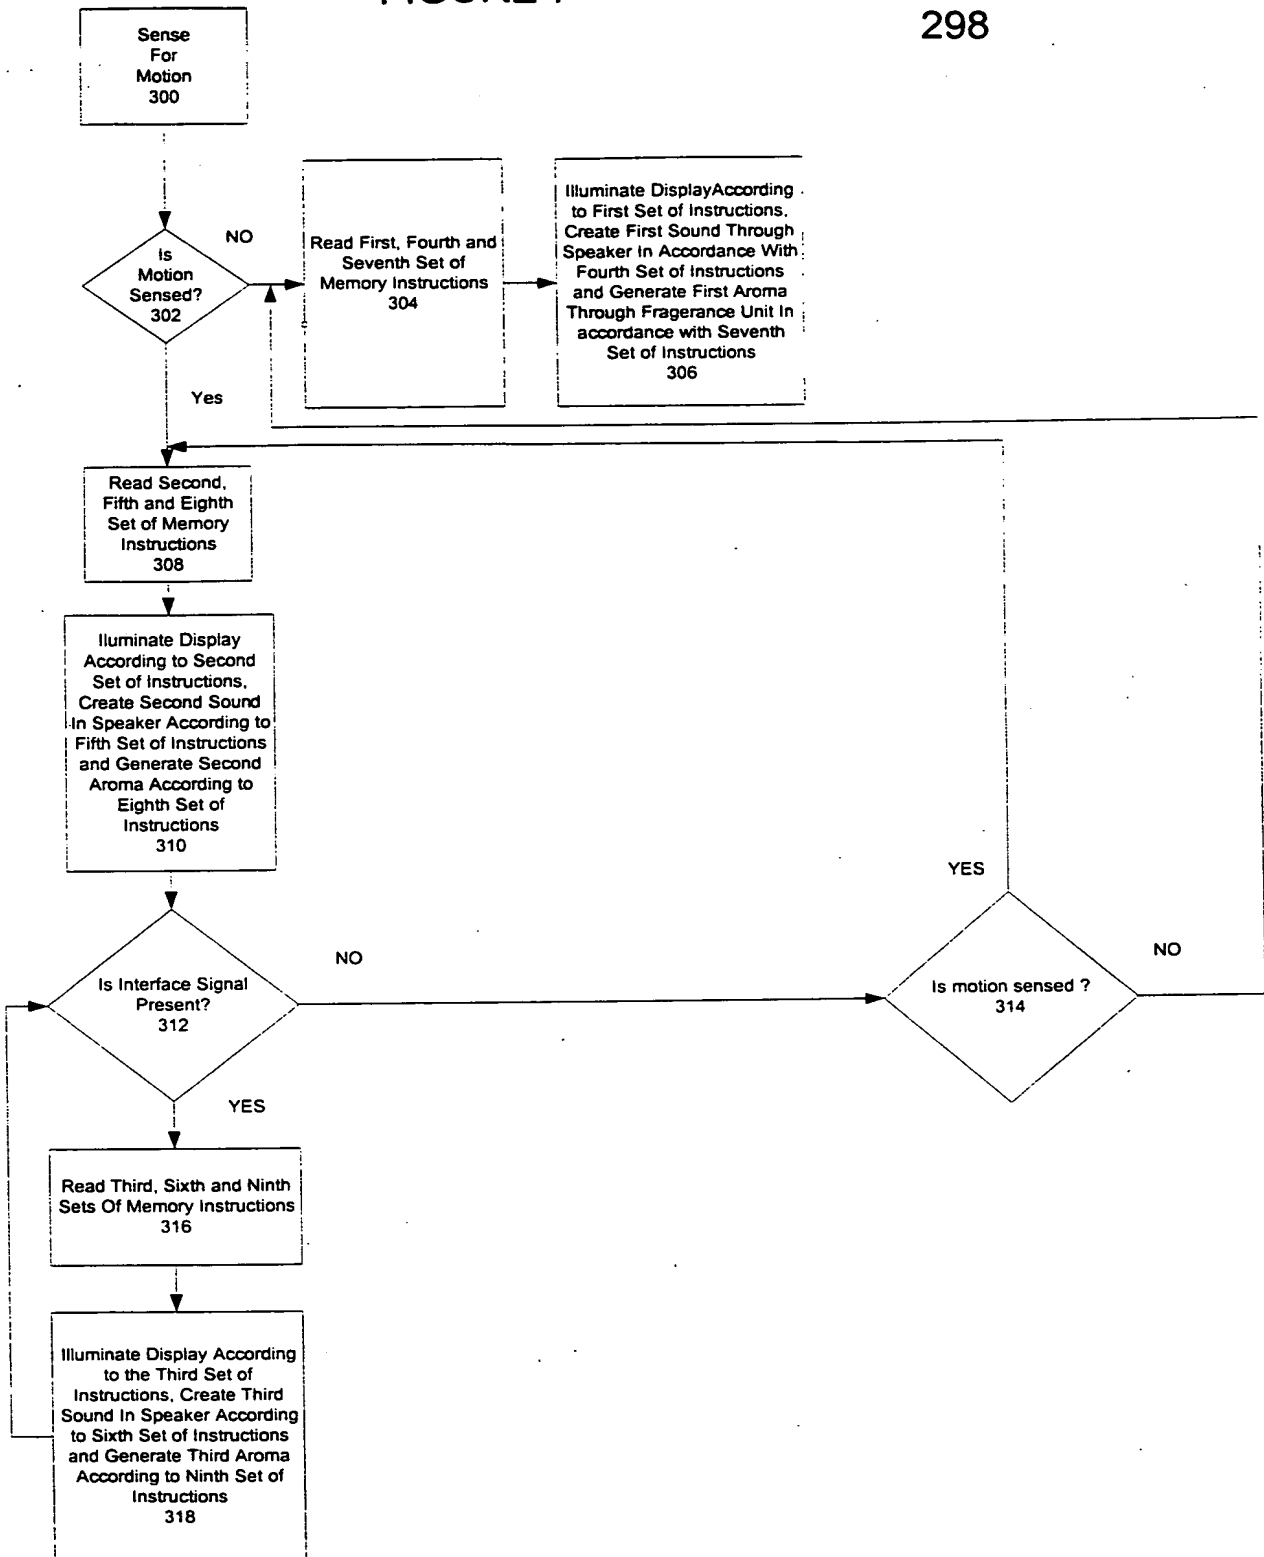 298
Sense
For
Motion
300
Is
Motion
Sensed?
302
NO
Yes
Read First, Fourth and
Seventh Set of
Memory Instructions
304
Illuminate DisplayAccording
to First Set of Instructions,
Create First Sound Through
Speaker In Accordance With
Fourth Set of Instructions
and Generate First Aroma
Through Fragerance Unit In
accordance with Seventh
Set of Instructions
306
Read Second,
Fifth and Eighth
Set of Memory
Instructions
308
Iluminate Display
According to Second
Set of Instructions,
Create Second Sound
In Speaker According to
Fifth Set of Instructions
and Generate Second
Aroma According to
Eighth Set of
Instructions
310
Is Interface Signal
Present?
312
NO
YES
Is motion sensed ?
314
YES
NO
Read Third, Sixth and Ninth
Sets Of Memory Instructions
316
Illuminate Display According
to the Third Set of
Instructions, Create Third
Sound In Speaker According
to Sixth Set of Instructions
and Generate Third Aroma
According to Ninth Set of
Instructions
318